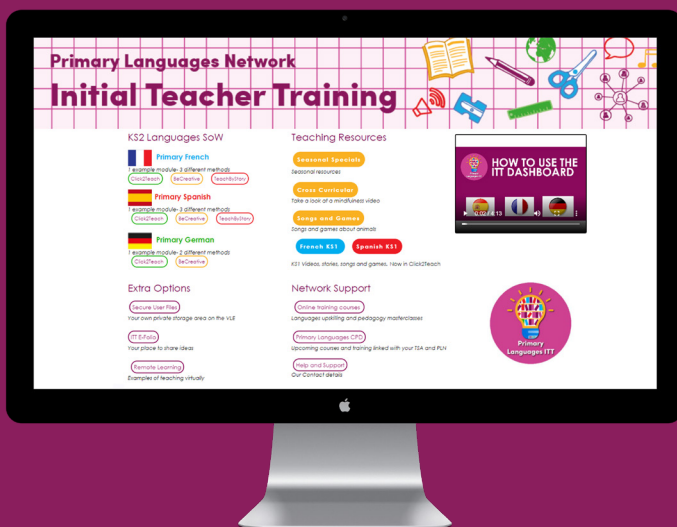 Primary Languages Network
Initial Teacher Training
KS2 Languages SoW
Primary French
1 example module- 3 different methods
Click2Teach
BeCreative
TeachByStory
Primary Spanish
1 example module- 3 different methods
Click2Teach
BeCreative
TeachByStory
Primary German
1 example module- 2 different methods
Click2Teach
BeCreative
Extra Options
Secure User Files
Your own private storage area on the VLE
ITT E-Folio
Your place to share ideas
Remote Learning
Examples of teaching virtually
Teaching Resources
Seasonal Specials
Seasonal resources
Cross Curricular
Take a look at a mindfulness video
Songs and Games
Songs and games about animals
French KS1
Spanish KS1
KS1 Videos, stories, songs and games. Now in Click2Teach
Network Support
Online training courses
Languages upskilling and pedagogy masterclasses
Primary Languages CPD
Upcoming courses and training linked with your TSA and PLN
Help and Support
Our Contact details
HOW TO USE THE
ITT DASHBOARD
0:02 / 4:13
Primary
Languages ITT